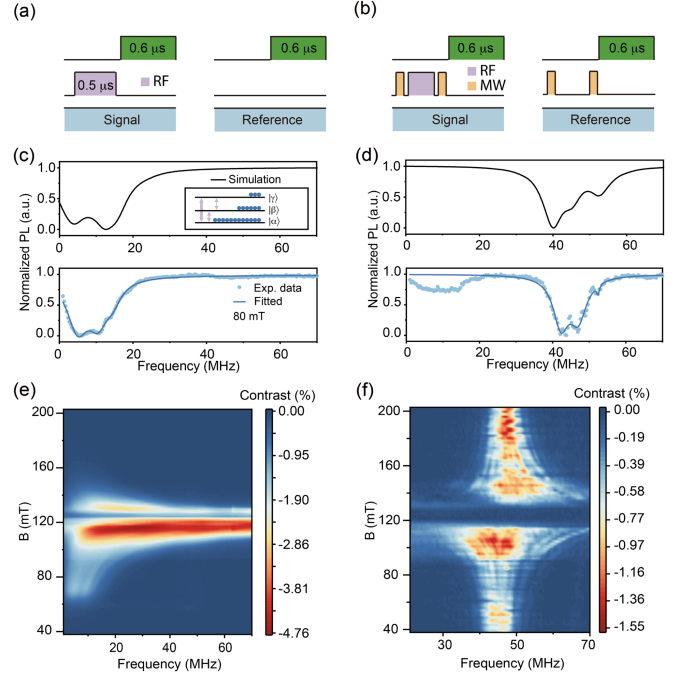 (a)
0.6 μs
0.6 μs
0.5 μs
RF
Signal
Reference
(b)
0.6 μs
0.6 μs
RF
MW
Signal
Reference
(c)
Normalized PL (a.u.)
1.0
0.5
0.0
Simulation
|γ⟩
|β⟩
|α⟩
0 20 40 60
1.0
0.5
0.0
Exp. data
Fitted
80 mT
0 20 40 60
Frequency (MHz)
(d)
Normalized PL (a.u.)
1.0
0.5
0.0
0 20 40 60
1.0
0.5
0.0
0 20 40 60
Frequency (MHz)
(e)
Contrast (%)
B (mT)
200
160
120
80
40
20 40 60
Frequency (MHz)
0.00
-0.95
-1.90
-2.86
-3.81
-4.76
(f)
Contrast (%)
B (mT)
200
160
120
80
40
30 50 70
Frequency (MHz)
0.00
-0.19
-0.39
-0.58
-0.77
-0.97
-1.16
-1.36
-1.55